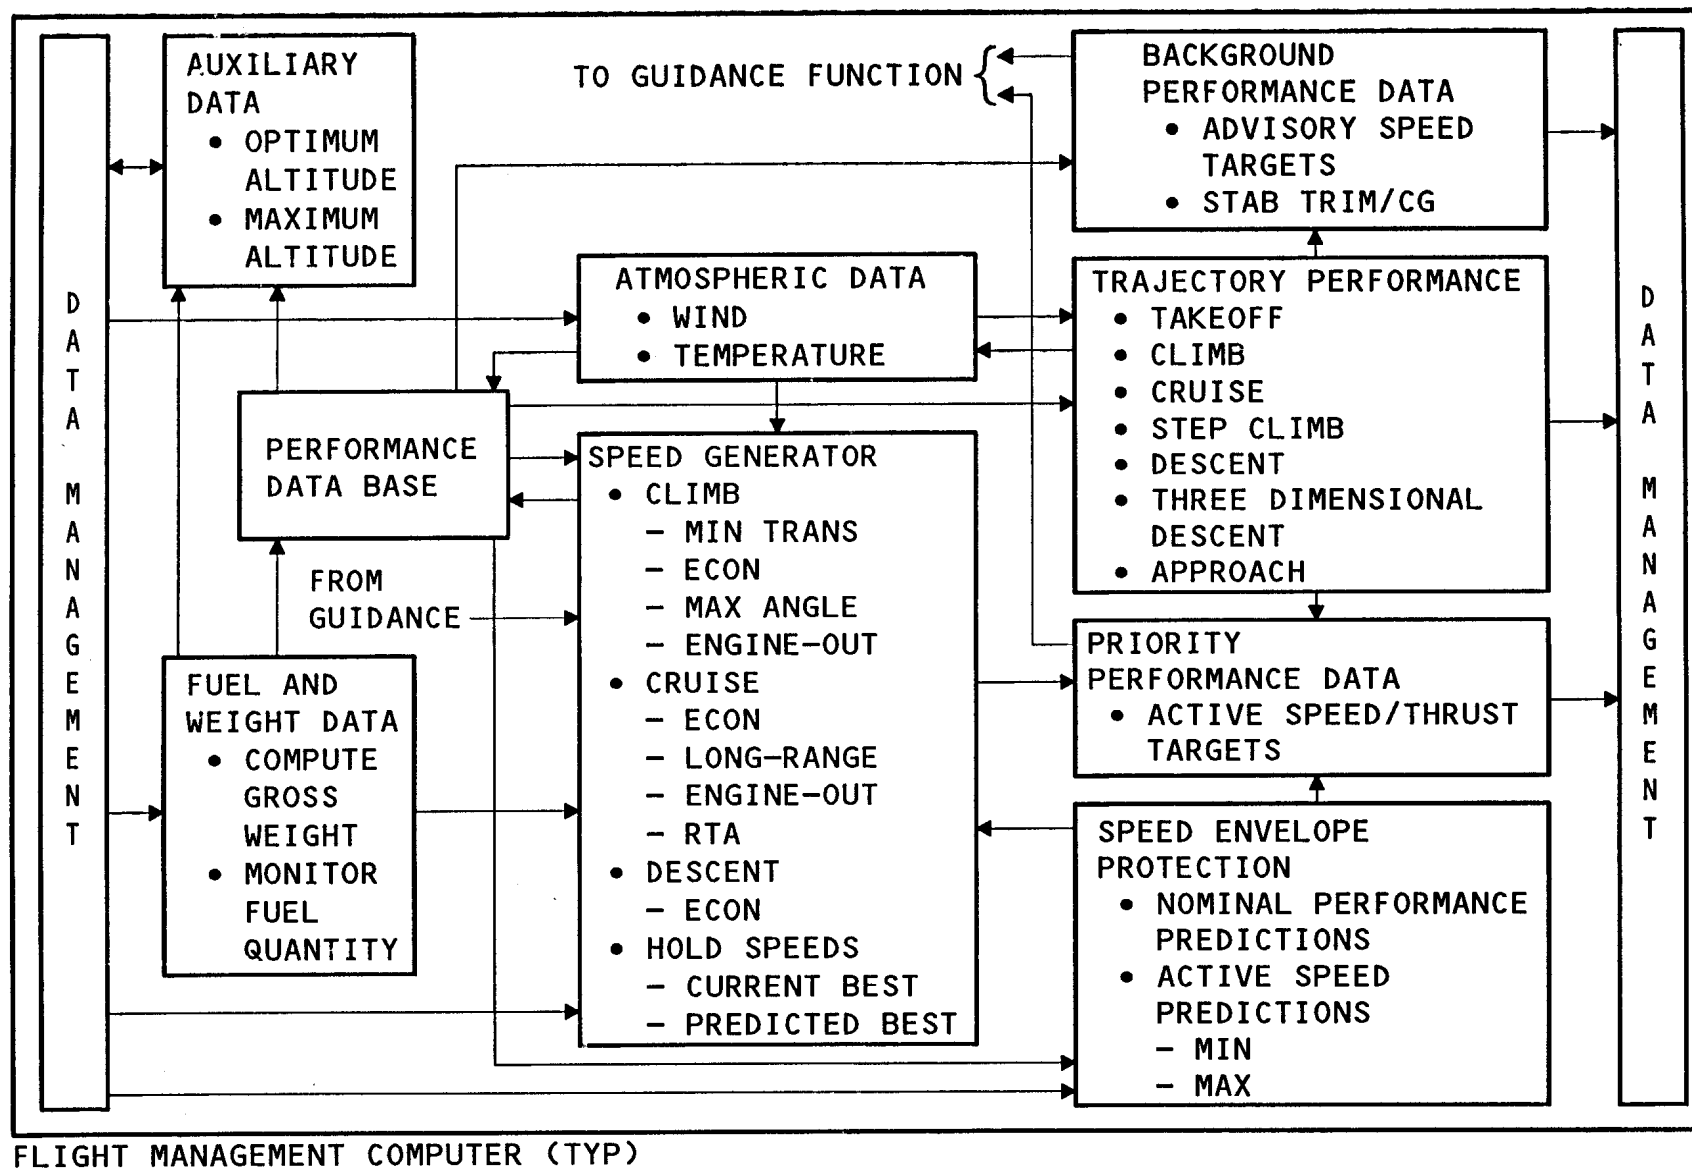 DATA MANAGEMENT
AUXILIARY
DATA
• OPTIMUM
ALTITUDE
• MAXIMUM
ALTITUDE
TO GUIDANCE FUNCTION
BACKGROUND
PERFORMANCE DATA
• ADVISORY SPEED
TARGETS
• STAB TRIM/CG
ATMOSPHERIC DATA
• WIND
• TEMPERATURE
TRAJECTORY PERFORMANCE
• TAKEOFF
• CLIMB
• CRUISE
• STEP CLIMB
• DESCENT
• THREE DIMENSIONAL
DESCENT
• APPROACH
PERFORMANCE
DATA BASE
SPEED GENERATOR
• CLIMB
– MIN TRANS
– ECON
– MAX ANGLE
– ENGINE–OUT
• CRUISE
– ECON
– LONG–RANGE
– ENGINE–OUT
– RTA
• DESCENT
– ECON
• HOLD SPEEDS
– CURRENT BEST
– PREDICTED BEST
FROM
GUIDANCE
FUEL AND
WEIGHT DATA
• COMPUTE
GROSS
WEIGHT
• MONITOR
FUEL
QUANTITY
PRIORITY
PERFORMANCE DATA
• ACTIVE SPEED/THRUST
TARGETS
SPEED ENVELOPE
PROTECTION
• NOMINAL PERFORMANCE
PREDICTIONS
• ACTIVE SPEED
PREDICTIONS
– MIN
– MAX
DATA MANAGEMENT
FLIGHT MANAGEMENT COMPUTER (TYP)